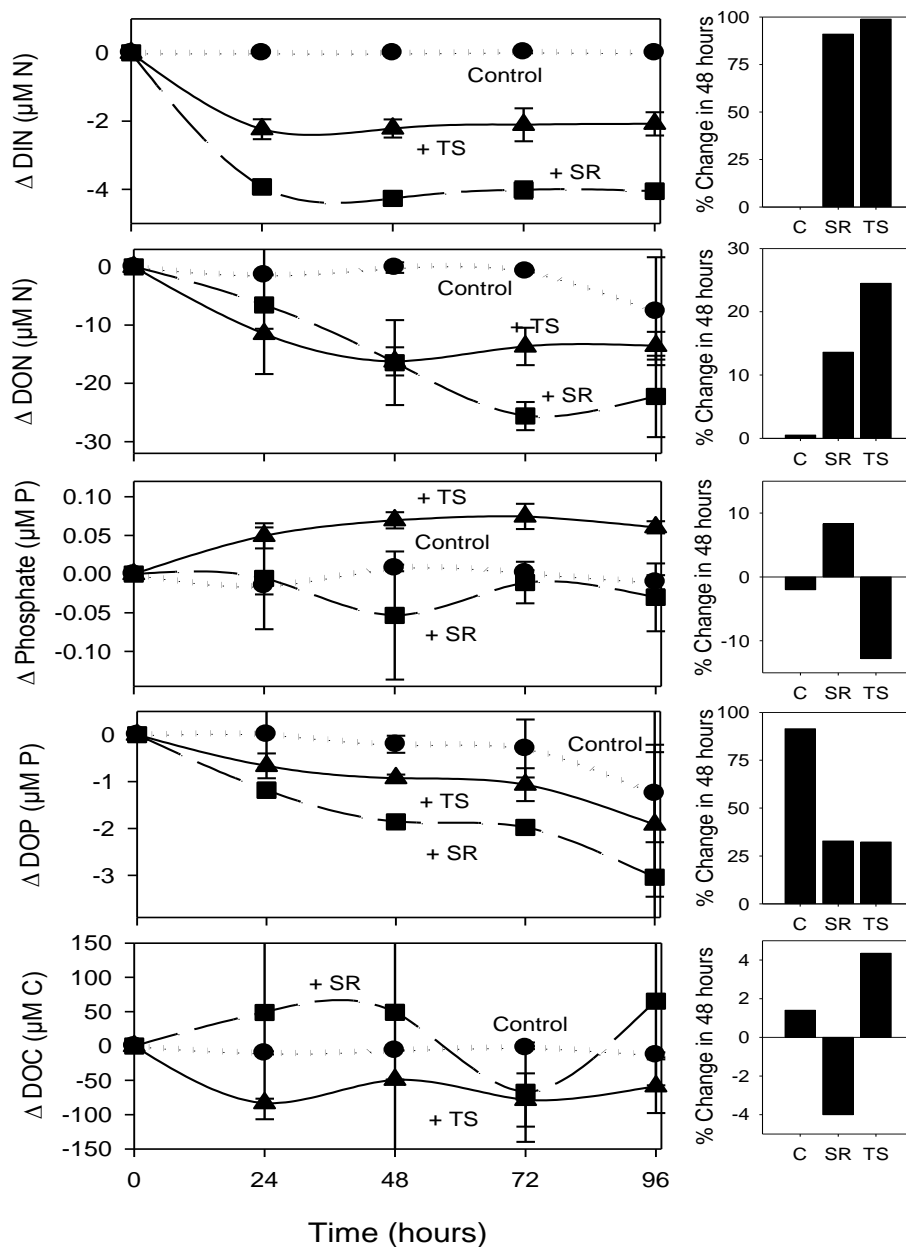 Δ DIN (µM N)
0
-2
-4
Control
+ TS
+ SR
% Change in 48 hours
100
75
50
25
0
C SR TS
Δ DON (µM N)
0
-10
-20
-30
Control
+ TS
+ SR
% Change in 48 hours
30
20
10
0
C SR TS
Δ Phosphate (µM P)
0.10
0.05
0.00
-0.05
-0.10
+ TS
Control
+ SR
% Change in 48 hours
10
0
-10
C SR TS
Δ DOP (µM P)
0
-1
-2
-3
Control
+ TS
+ SR
% Change in 48 hours
100
75
50
25
0
C SR TS
Δ DOC (µM C)
150
100
50
0
-50
-100
-150
+ SR
Control
+ TS
0 24 48 72 96
Time (hours)
% Change in 48 hours
4
2
0
-2
-4
C SR TS